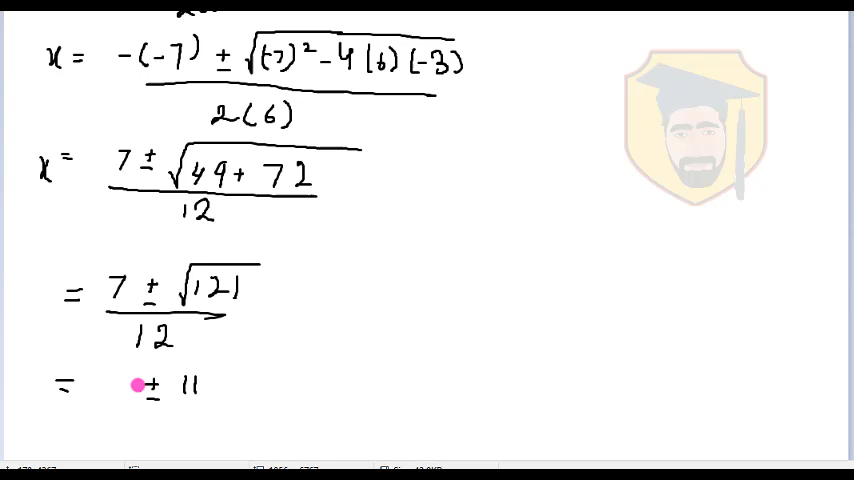 x = -(-7) ± √(-7)² - 4(6)(-3)
2(6)
x = 7 ± √49 + 72
12
= 7 ± √121
12
= ± 11